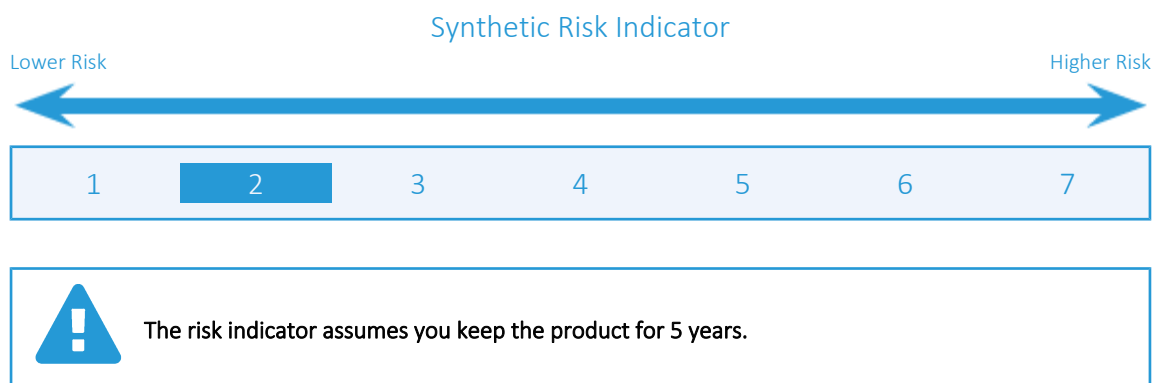 Synthetic Risk Indicator
Lower Risk
Higher Risk
1 2 3 4 5 6 7
The risk indicator assumes you keep the product for 5 years.